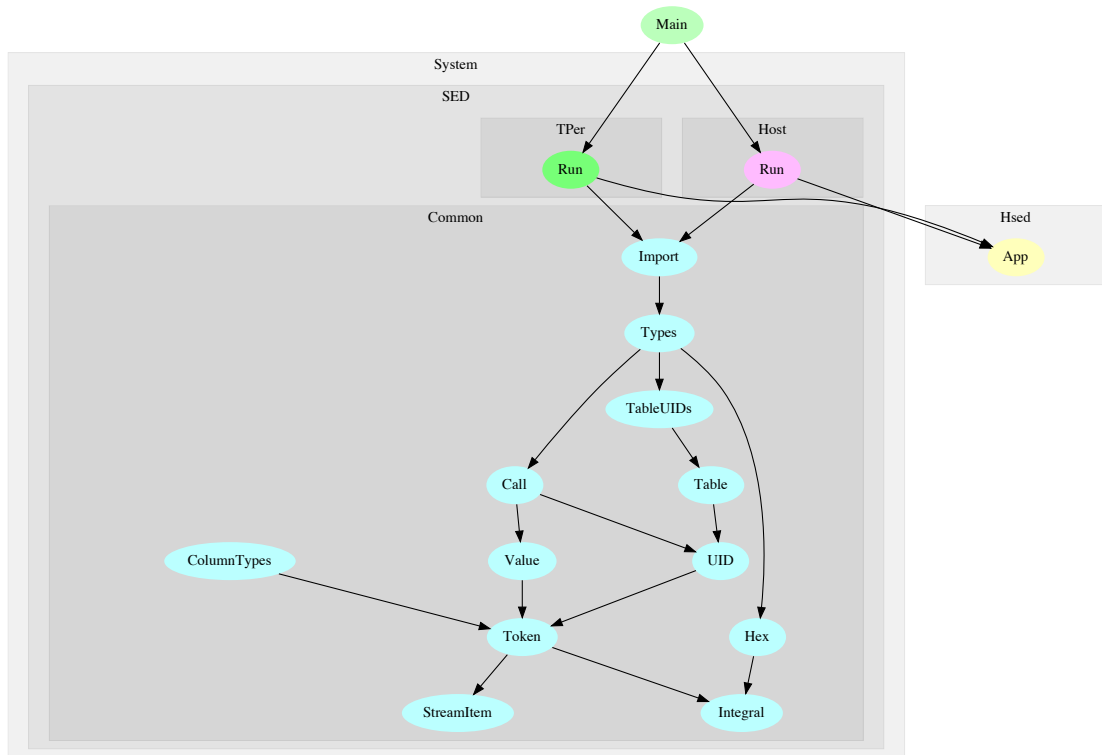 Main
System
SED
TPer
Host
Run
Run
Common
Hsed
Import
App
Types
TableUIDs
Call
Table
ColumnTypes
Value
UID
Token
Hex
StreamItem
Integral